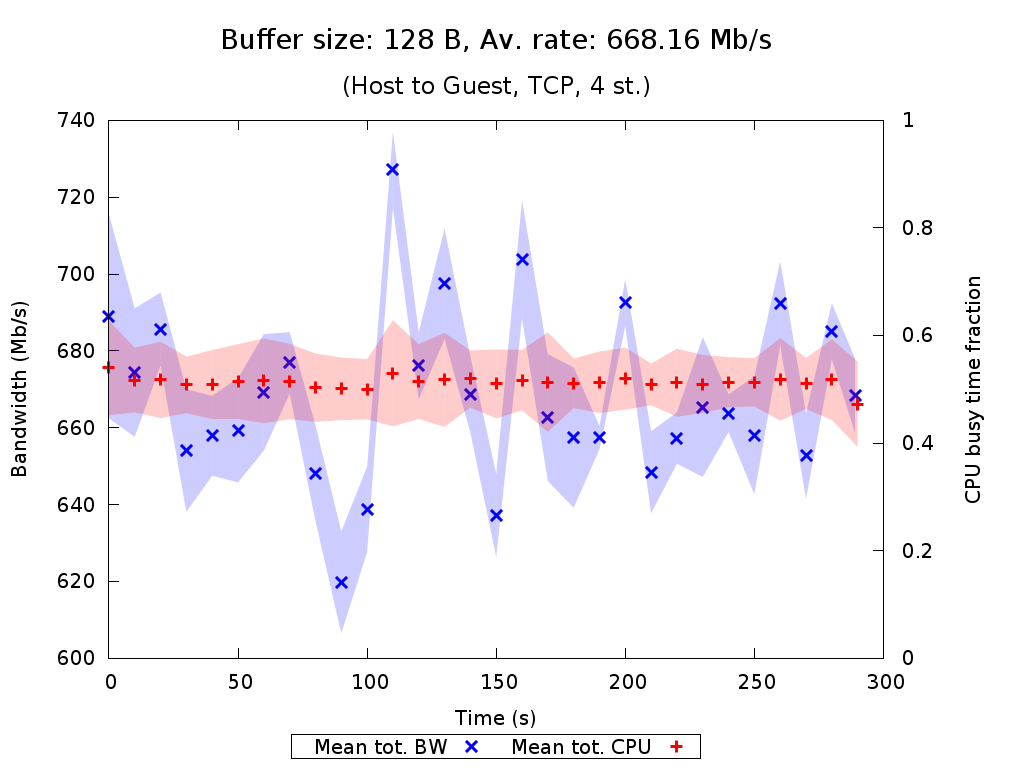 Buffer size: 128 B, Av. rate: 668.16 Mb/s
(Host to Guest, TCP, 4 st.)
740
720
700
680
660
640
620
600
Bandwidth (Mb/s)
1
0.8
0.6
0.4
0.2
0
CPU busy time fraction
0 50 100 150 200 250 300
Time (s)
Mean tot. BW Mean tot. CPU